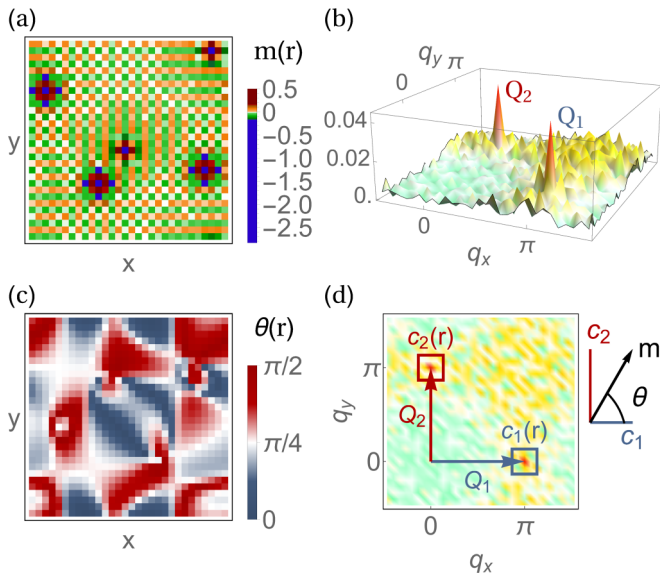 (a)
m(r)
0.5
0
−0.5
−1.0
−1.5
−2.0
−2.5
y
x
(b)
q_y
π
0
Q_2
Q_1
0.04
0.02
0.
0
q_x
π
(c)
θ(r)
π/2
π/4
0
y
x
(d)
c_2(r)
π
q_y
Q_2
c_1(r)
0
Q_1
0
π
q_x
c_2
m
θ
c_1